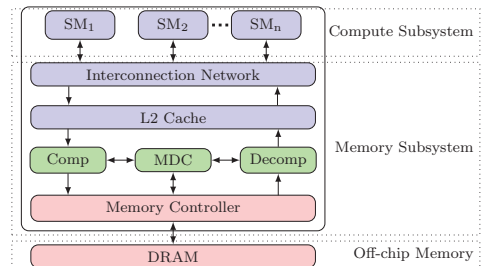 SM₁ SM₂ ... SMₙ Compute Subsystem
Interconnection Network
L2 Cache
Memory Subsystem
Comp MDC Decomp
Memory Controller
Off-chip Memory
DRAM